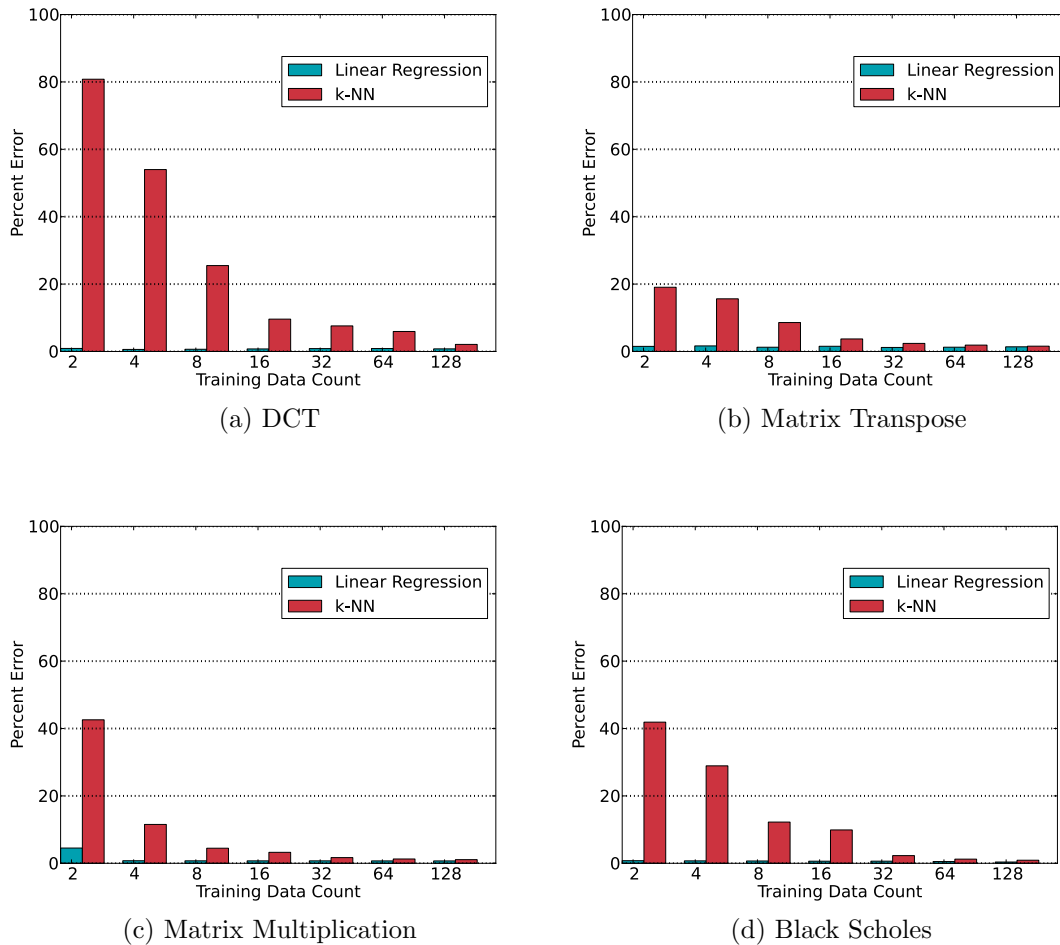 100
80
60
40
20
0
Percent Error
Linear Regression
k-NN
2 4 8 16 32 64 128
Training Data Count
(a) DCT
100
80
60
40
20
0
Percent Error
Linear Regression
k-NN
2 4 8 16 32 64 128
Training Data Count
(b) Matrix Transpose
100
80
60
40
20
0
Percent Error
Linear Regression
k-NN
2 4 8 16 32 64 128
Training Data Count
(c) Matrix Multiplication
100
80
60
40
20
0
Percent Error
Linear Regression
k-NN
2 4 8 16 32 64 128
Training Data Count
(d) Black Scholes